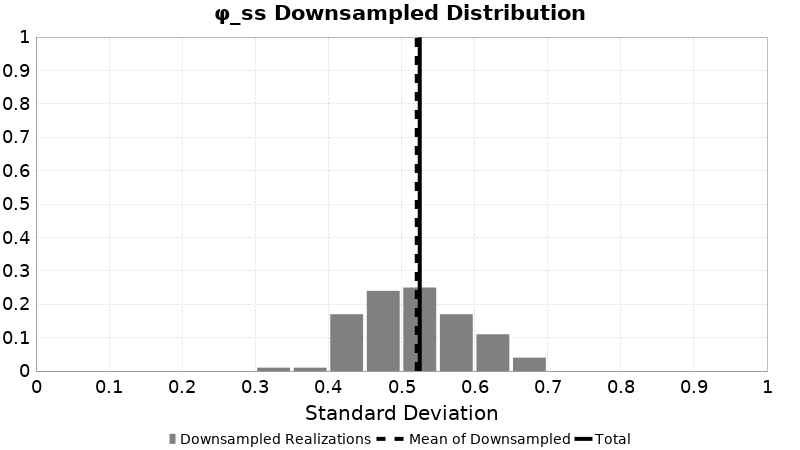 φ_ss Downsampled Distribution
1
0.9
0.8
0.7
0.6
0.5
0.4
0.3
0.2
0.1
0
0 0.1 0.2 0.3 0.4 0.5 0.6 0.7 0.8 0.9 1
Standard Deviation
Downsampled Realizations Mean of Downsampled Total